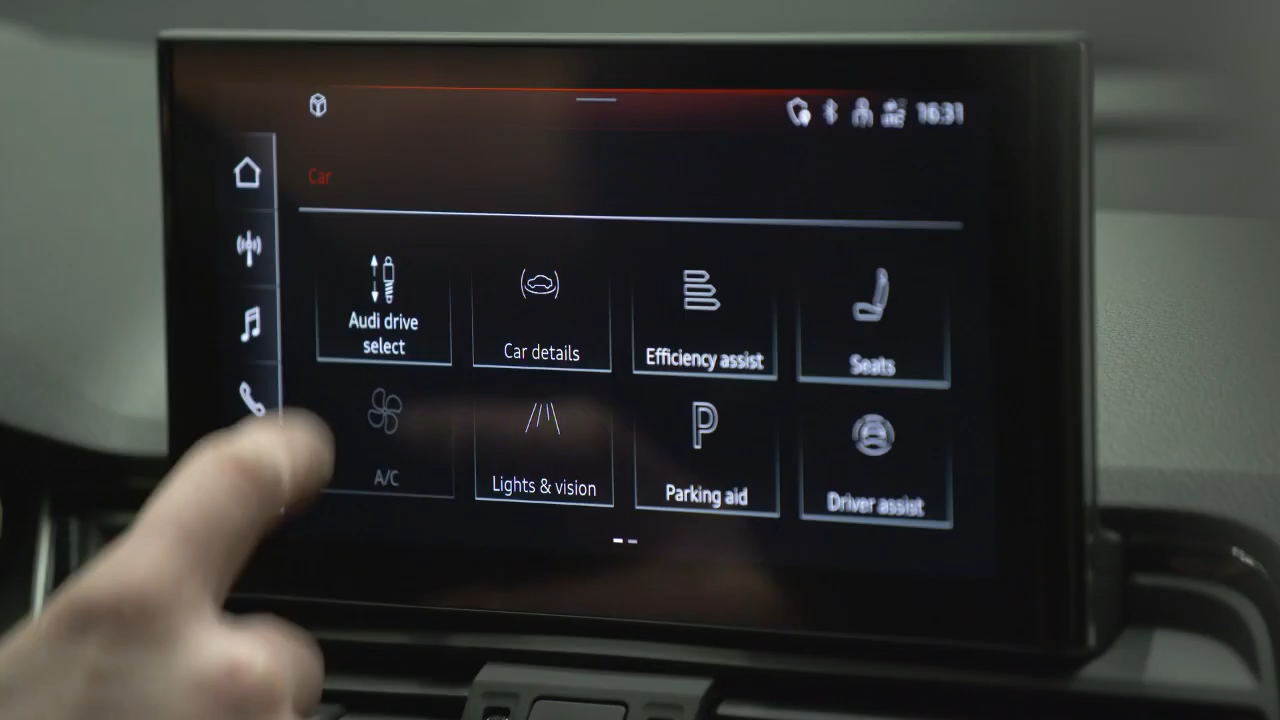 16:31
Car
Audi drive
select
Car details
Efficiency assist
Seats
A/C
Lights & vision
Parking aid
Driver assist